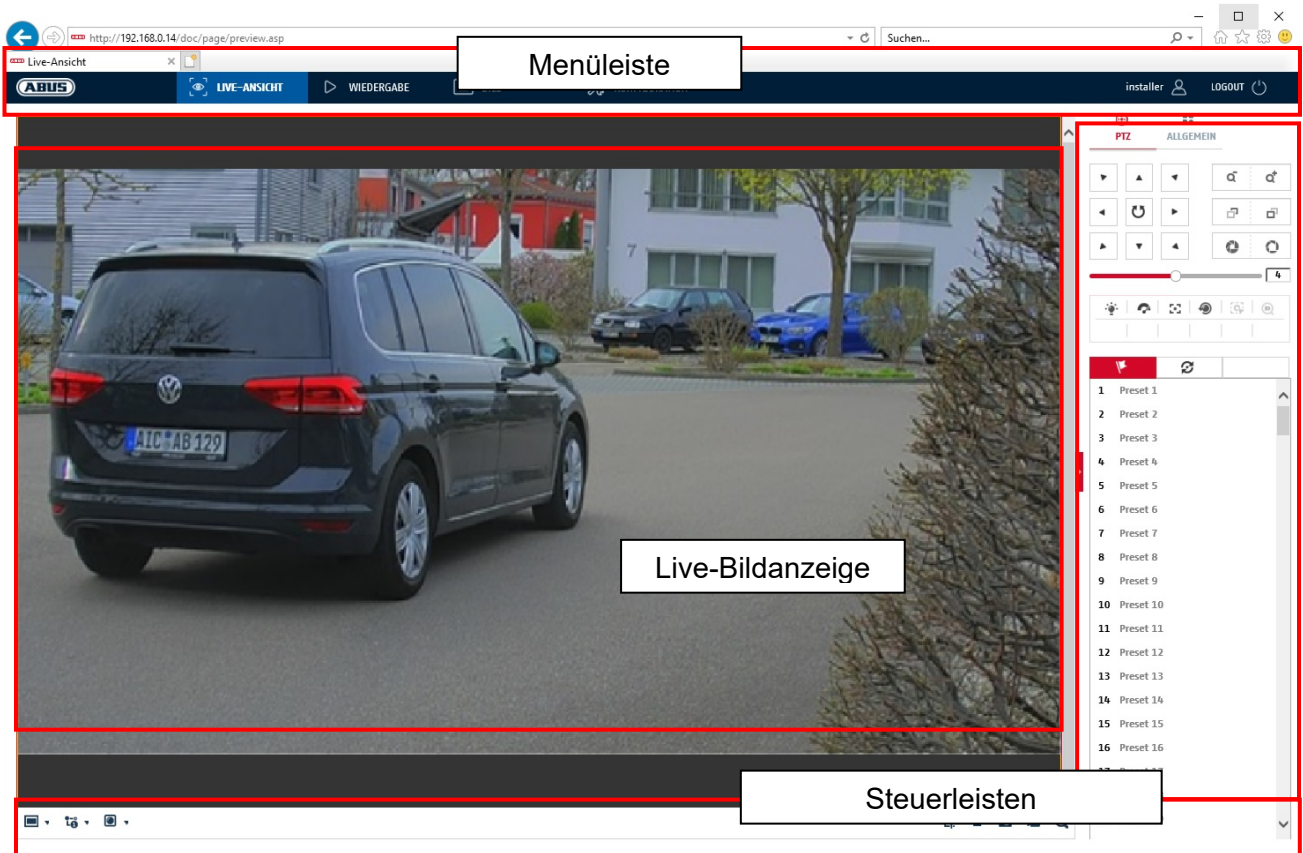 http://192.168.0.14/doc/page/preview.asp
Suchen...
Live-Ansicht
Menüleiste
ABUS
LIVE-ANSICHT
WIEDERGABE
installer
LOGOUT
PTZ
ALLGEMEIN
4
7
AIC AB 129
1 Preset 1
2 Preset 2
3 Preset 3
4 Preset 4
5 Preset 5
6 Preset 6
7 Preset 7
8 Preset 8
9 Preset 9
10 Preset 10
11 Preset 11
12 Preset 12
13 Preset 13
14 Preset 14
15 Preset 15
16 Preset 16
Live-Bildanzeige
Steuerleisten